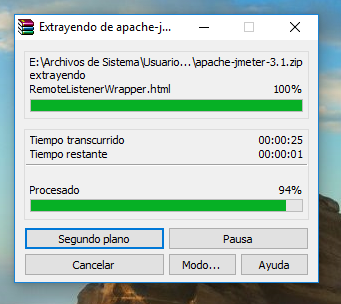 Extrayendo de apache-j...
E:\Archivos de Sistema\Usuario...\apache-jmeter-3.1.zip
extrayendo
RemoteListenerWrapper.html 100%
Tiempo transcurrido 00:00:25
Tiempo restante 00:00:01
Procesado 94%
Segundo plano Pausa
Cancelar Modo... Ayuda